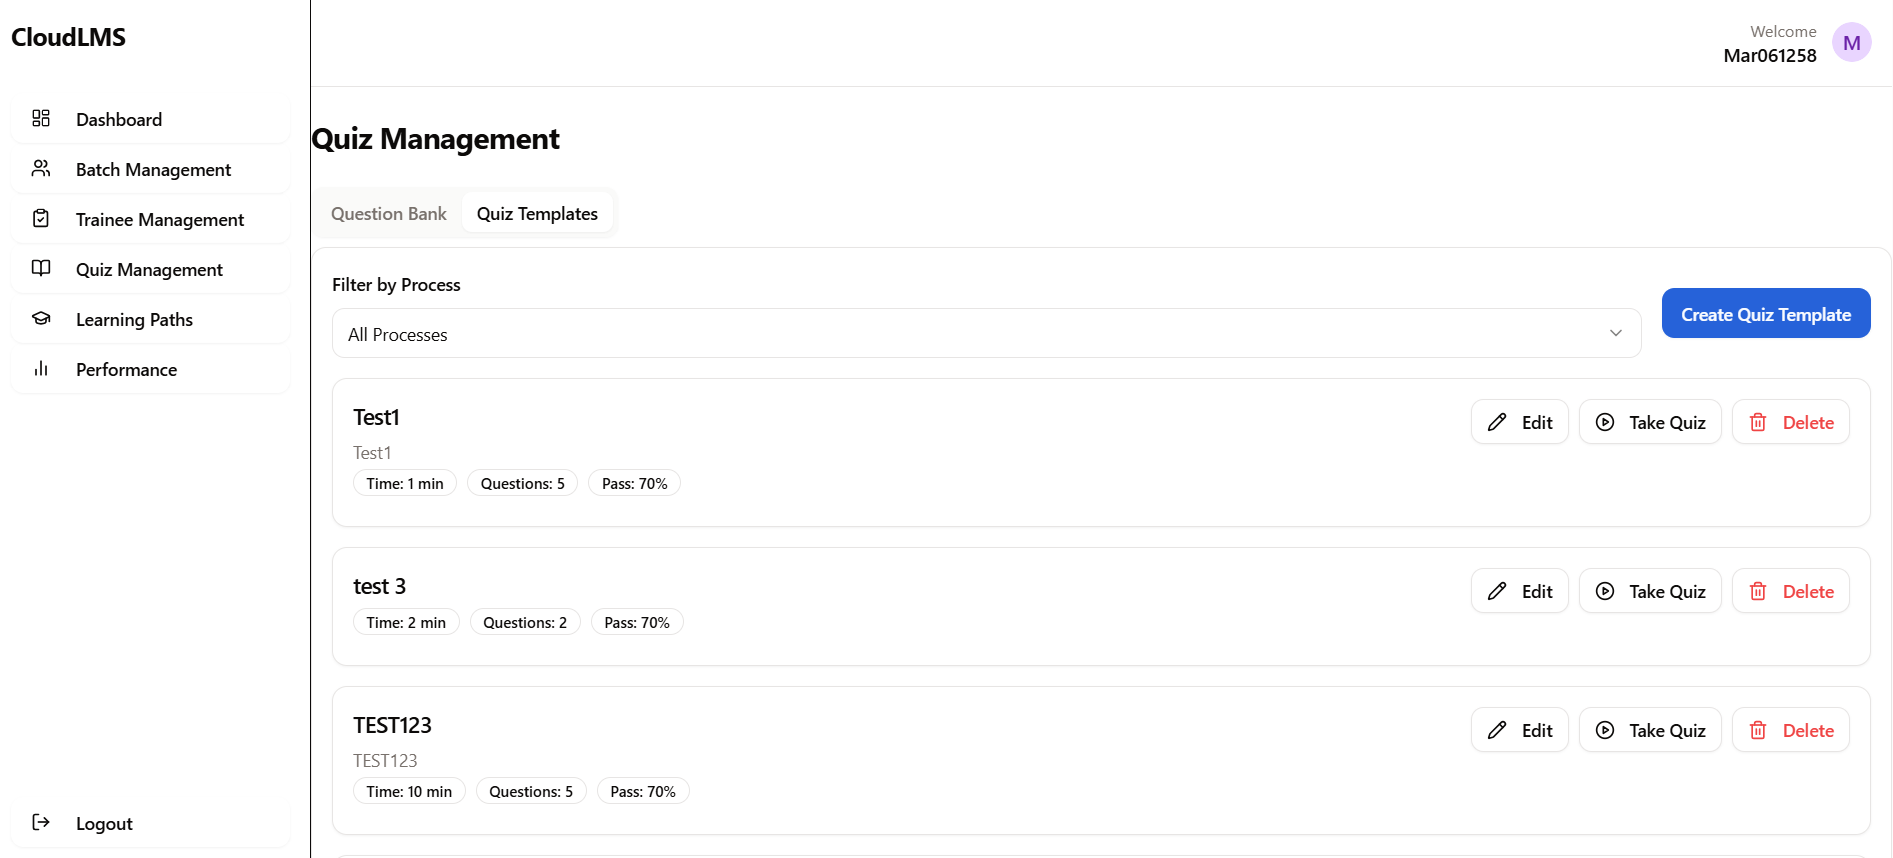 CloudLMS
Dashboard
Batch Management
Trainee Management
Quiz Management
Learning Paths
Performance
Logout
Welcome
Mar061258
M
Quiz Management
Question Bank Quiz Templates
Filter by Process
All Processes
Create Quiz Template
Test1
Test1
Time: 1 min Questions: 5 Pass: 70%
Edit Take Quiz Delete
test 3
Time: 2 min Questions: 2 Pass: 70%
Edit Take Quiz Delete
TEST123
TEST123
Time: 10 min Questions: 5 Pass: 70%
Edit Take Quiz Delete